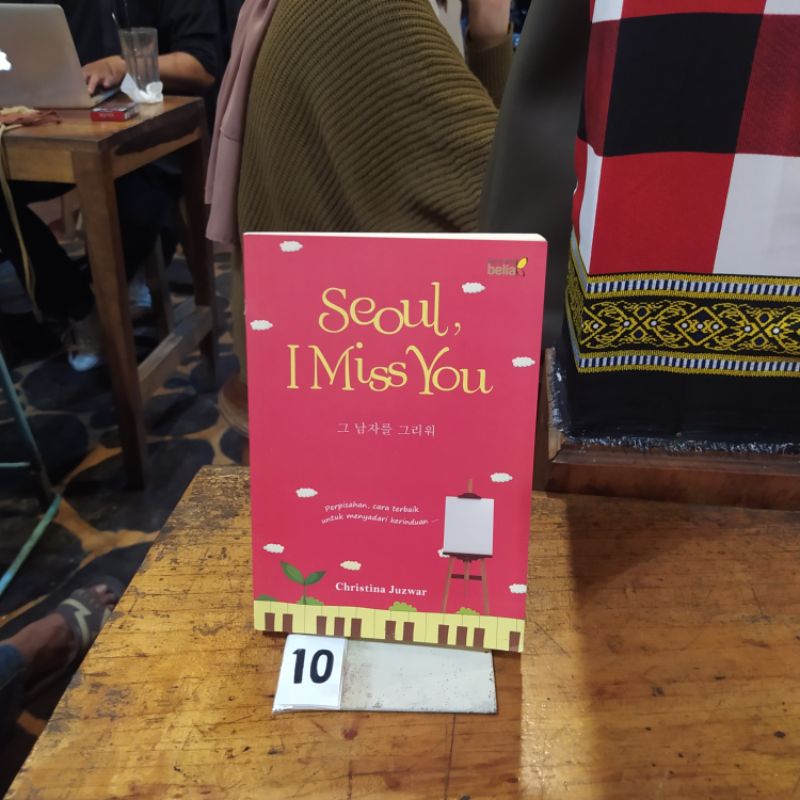 belia
Seoul,
I Miss You
그 남자를 그리워
Perpisahan, cara terbaik
untuk menyadari kerinduan ...
Christina Juzwar
10